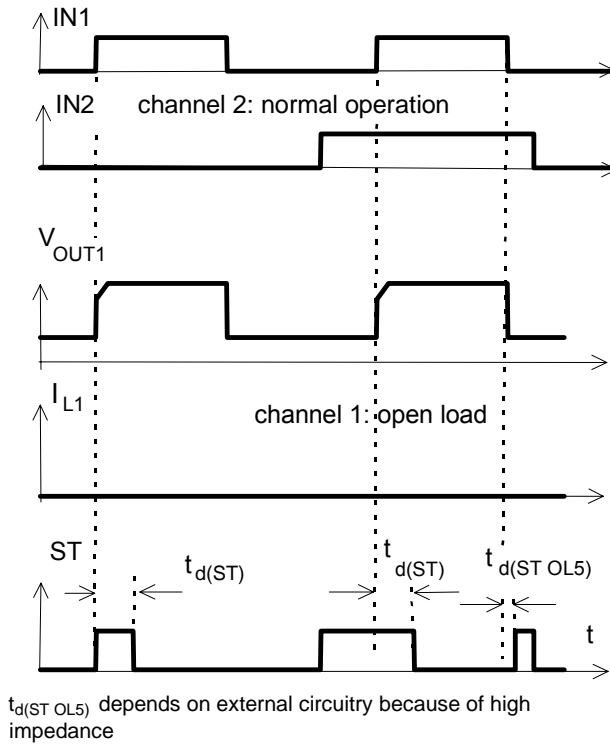 IN1
IN2 channel 2: normal operation
VOUT1
IL1
channel 1: open load
ST
td(ST)
td(ST)
td(ST OL5)
t
td(ST OL5) depends on external circuitry because of high
impedance